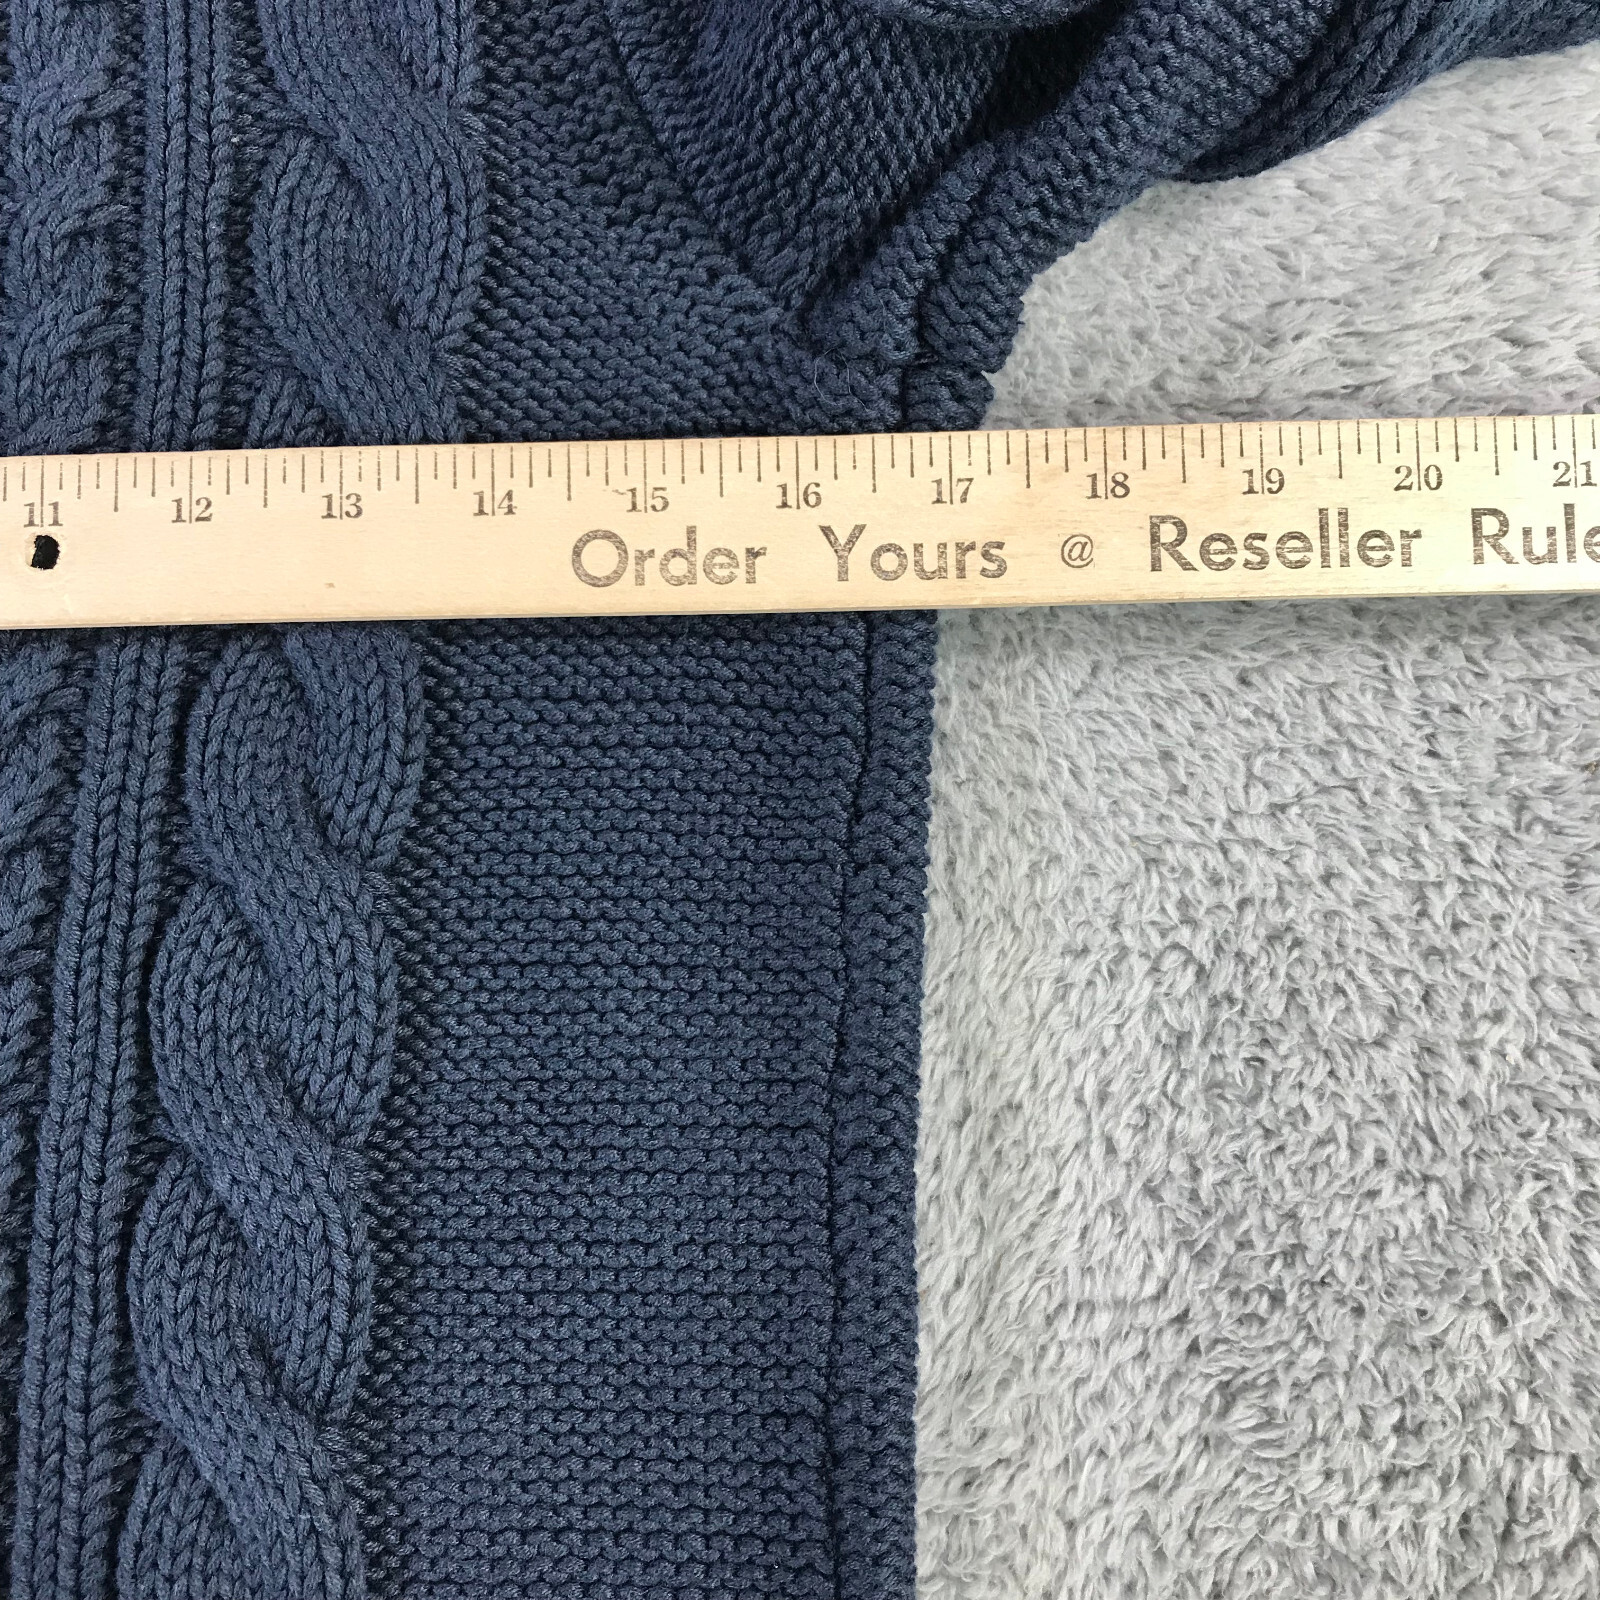 11 12 13 14 15 16 17 18 19 20 21
Order Yours @ Reseller Rule